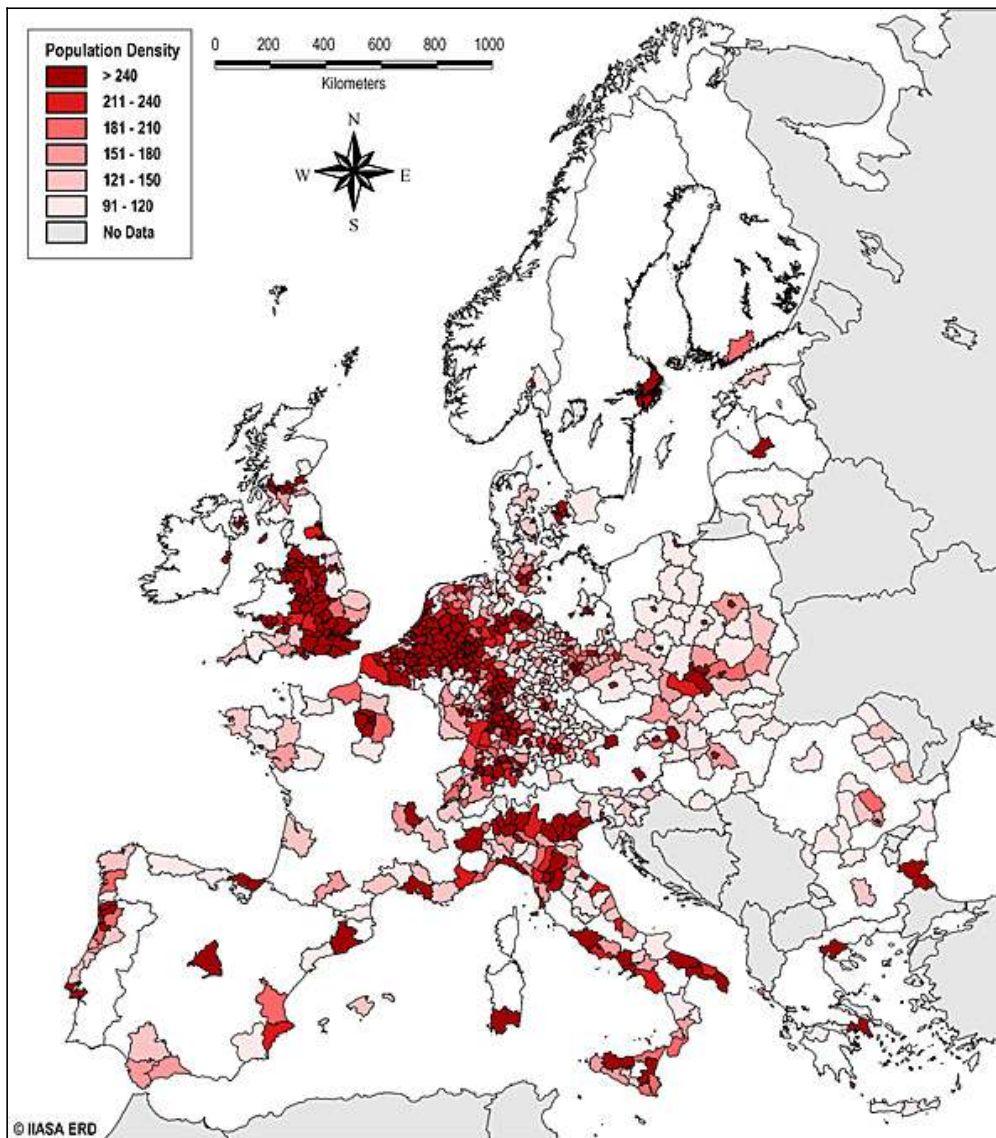 Population Density
> 240
211 - 240
181 - 210
151 - 180
121 - 150
91 - 120
No Data
0 200 400 600 800 1000
Kilometers
N
W E
S
© IIASA ERD